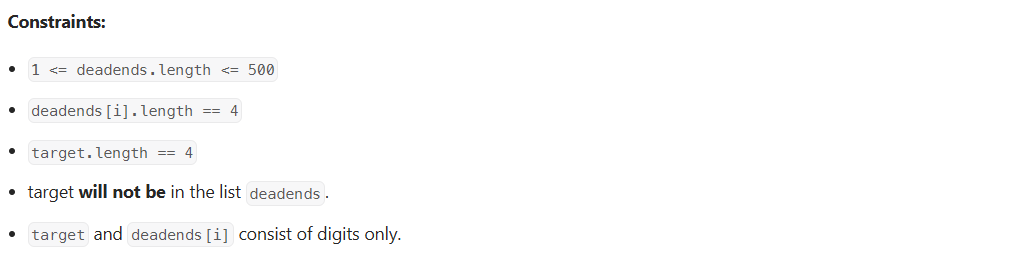 Constraints:
• 1 <= deadends.length <= 500
• deadends[i].length == 4
• target.length == 4
• target will not be in the list deadends.
• target and deadends[i] consist of digits only.